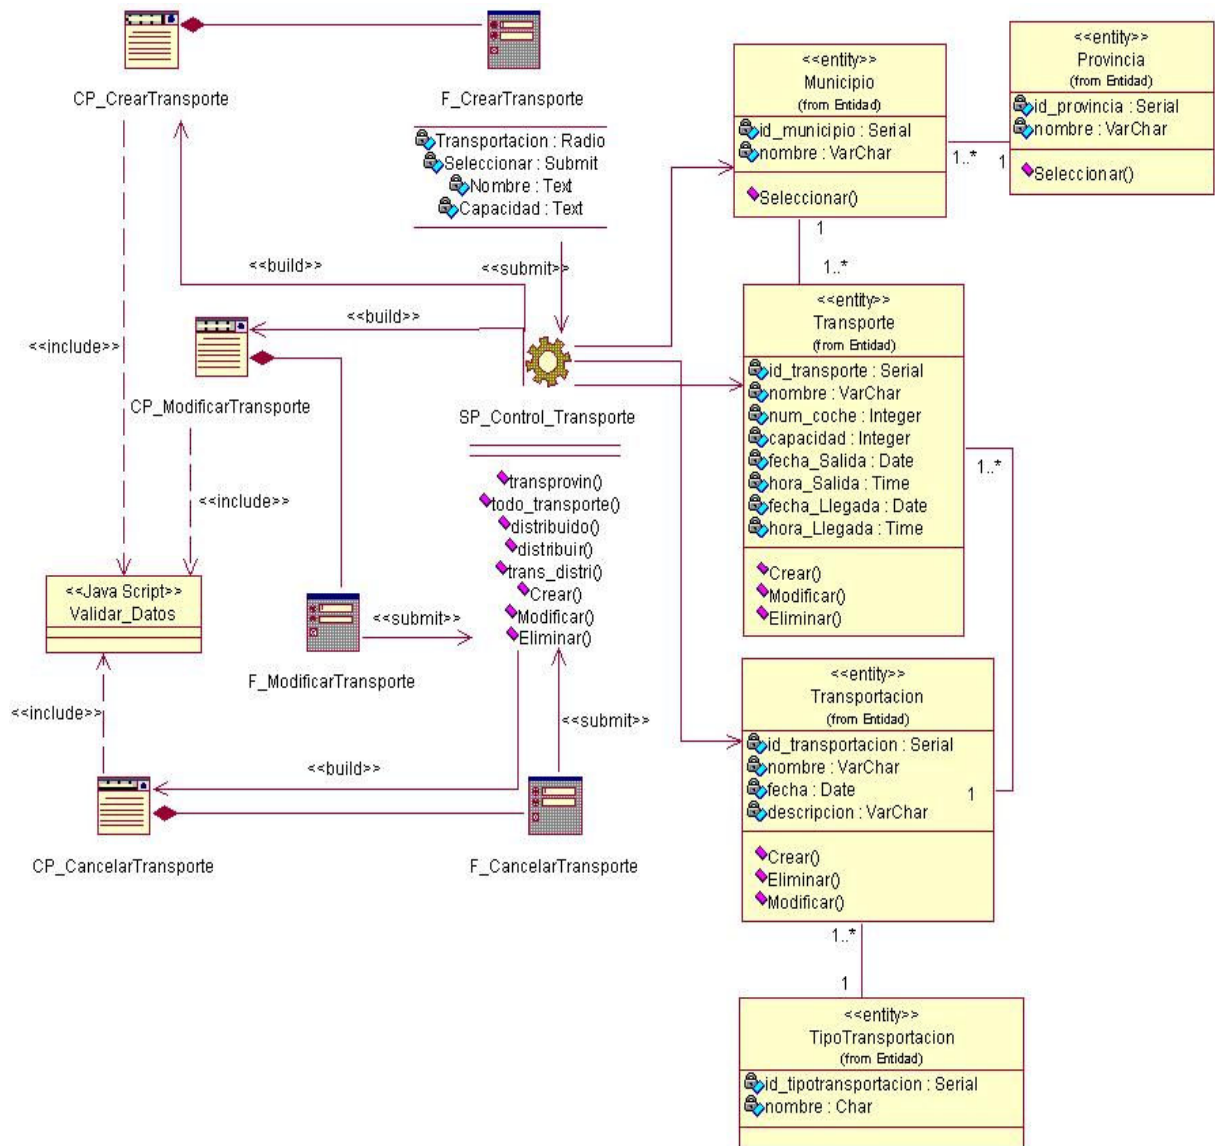 CP_CrearTransporte
F_CrearTransporte
Transportacion : Radio
Seleccionar : Submit
Nombre : Text
Capacidad : Text
<<entity>>
Municipio
(from Entidad)
id_municipio : Serial
nombre : VarChar
Seleccionar()
<<entity>>
Provincia
(from Entidad)
id_provincia : Serial
nombre : VarChar
Seleccionar()
1..*
1
1
1..*
<<build>>
<<submit>>
<<build>>
<<include>>
CP_ModificarTransporte
SP_Control_Transporte
transprovin()
todo_transporte()
distribuido()
distribuir()
trans_distri()
Crear()
Modificar()
Eliminar()
<<entity>>
Transporte
(from Entidad)
id_transporte : Serial
nombre : VarChar
num_coche : Integer
capacidad : Integer
fecha_Salida : Date
hora_Salida : Time
fecha_Llegada : Date
hora_Llegada : Time
Crear()
Modificar()
Eliminar()
1..*
<<include>>
<<Java Script>>
Validar_Datos
<<submit>>
F_ModificarTransporte
<<include>>
<<submit>>
<<build>>
CP_CancelarTransporte
F_CancelarTransporte
<<entity>>
Transportacion
(from Entidad)
id_transportacion : Serial
nombre : VarChar
fecha : Date
descripcion : VarChar
1
Crear()
Eliminar()
Modificar()
1..*
1
<<entity>>
TipoTransportacion
(from Entidad)
id_tipotransportacion : Serial
nombre : Char